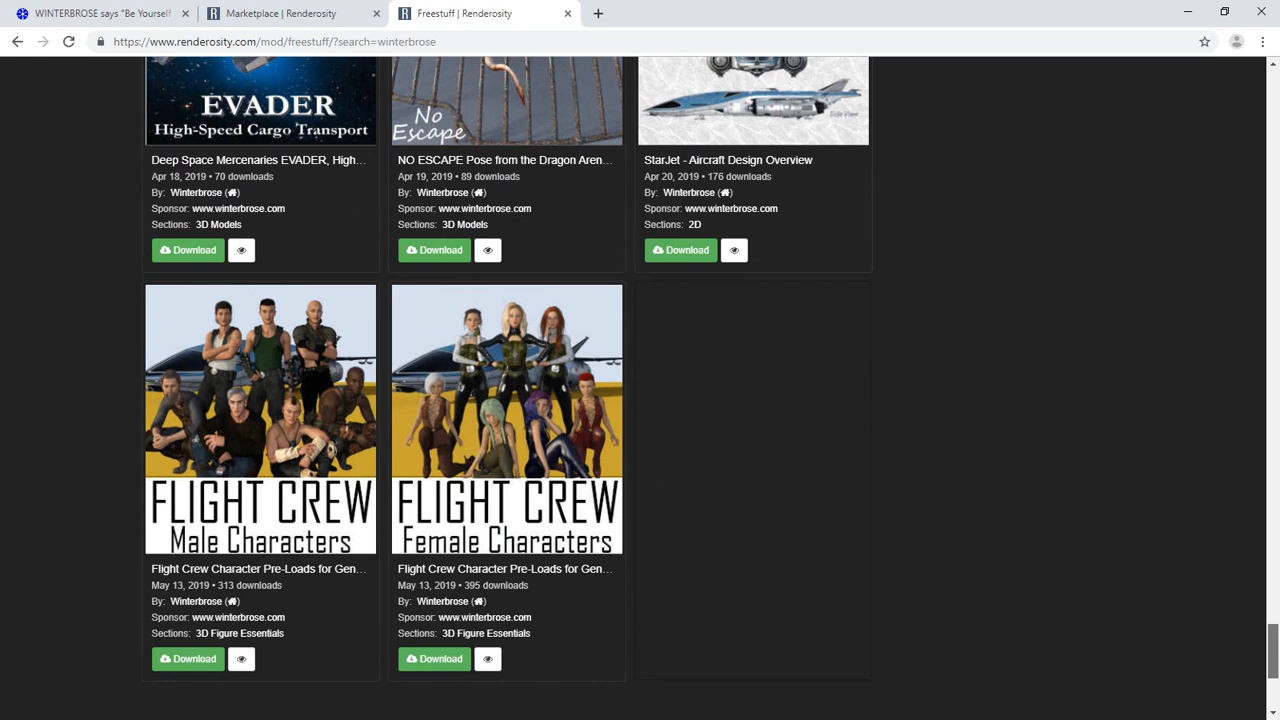 WINTERBROSE says "Be Yourself
Marketplace | Renderosity
Freestuff | Renderosity
https://www.renderosity.com/mod/freestuff/?search=winterbrose
EVADER
High-Speed Cargo Transport
No
Escape
Side View
Deep Space Mercenaries EVADER, High...
Apr 18, 2019 • 70 downloads
By: Winterbrose ( )
Sponsor: www.winterbrose.com
Sections: 3D Models
Download
NO ESCAPE Pose from the Dragon Aren...
Apr 19, 2019 • 89 downloads
By: Winterbrose ( )
Sponsor: www.winterbrose.com
Sections: 3D Models
Download
StarJet - Aircraft Design Overview
Apr 20, 2019 • 176 downloads
By: Winterbrose ( )
Sponsor: www.winterbrose.com
Sections: 2D
Download
FLIGHT CREW
Male Characters
Flight Crew Character Pre-Loads for Gen...
May 13, 2019 • 313 downloads
By: Winterbrose ( )
Sponsor: www.winterbrose.com
Sections: 3D Figure Essentials
Download
FLIGHT CREW
Female Characters
Flight Crew Character Pre-Loads for Gen...
May 13, 2019 • 395 downloads
By: Winterbrose ( )
Sponsor: www.winterbrose.com
Sections: 3D Figure Essentials
Download